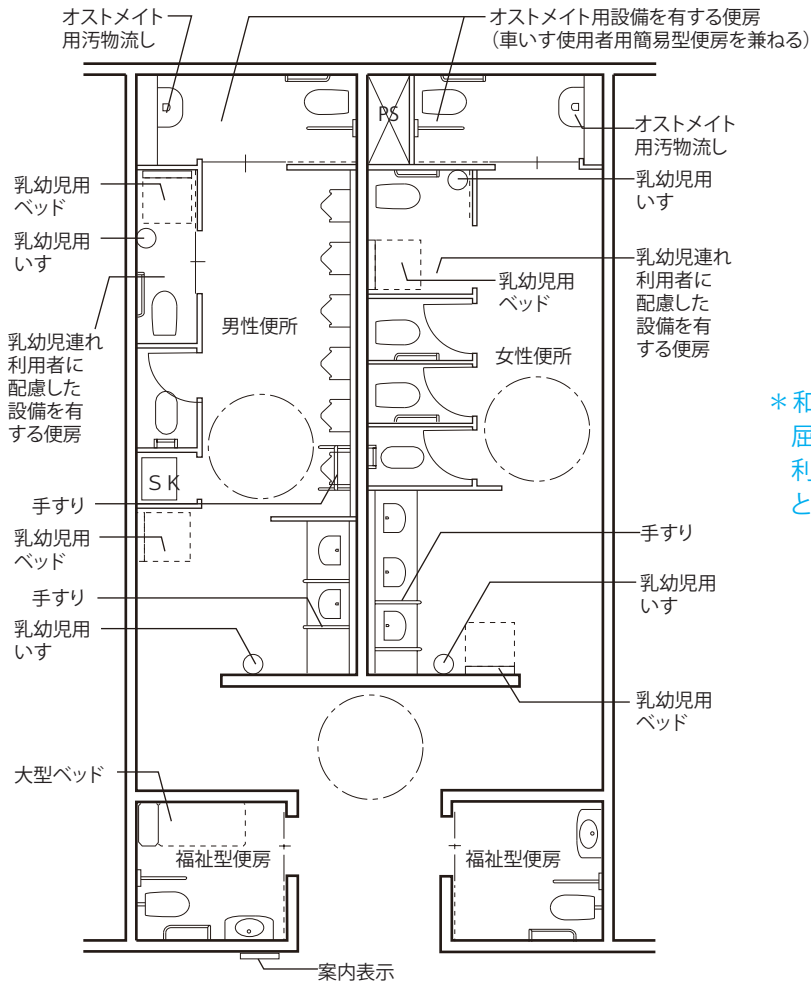 オストメイト
用汚物流し
オストメイト用設備を有する便房
（車いす使用者用簡易型便房を兼ねる）
PS
オストメイト
用汚物流し
乳幼児用
ベッド
乳幼児用
いす
乳幼児用
いす
乳幼児連れ
利用者に
配慮した
設備を有
する便房
乳幼児用
ベッド
男性便所
女性便所
乳幼児連れ
利用者に
配慮した
設備を有
する便房
＊和
屈
利
と
SK
手すり
乳幼児用
ベッド
手すり
手すり
乳幼児用
いす
乳幼児用
いす
乳幼児用
ベッド
大型ベッド
福祉型便房
福祉型便房
案内表示